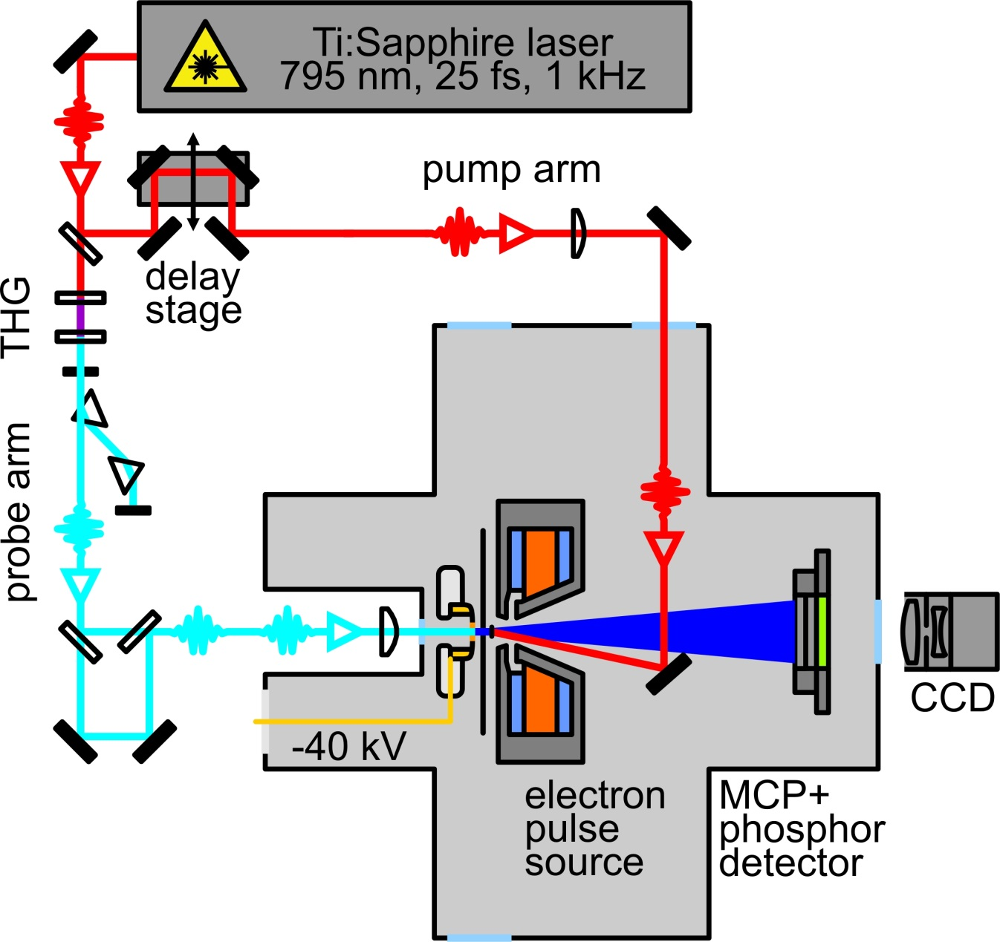 Ti:Sapphire laser
795 nm, 25 fs, 1 kHz
pump arm
delay
stage
THG
probe arm
-40 kV
CCD
electron
pulse
source
MCP+
phosphor
detector